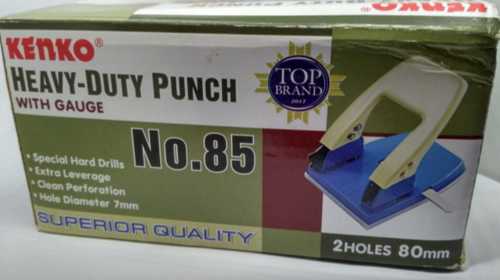 KENKO®
HEAVY-DUTY PUNCH
WITH GAUGE
TOP
BRAND
2017
No.85
• Special Hard Drills
• Extra Leverage
• Clean Perforation
• Hole Diameter 7mm
SUPERIOR QUALITY
2HOLES 80mm